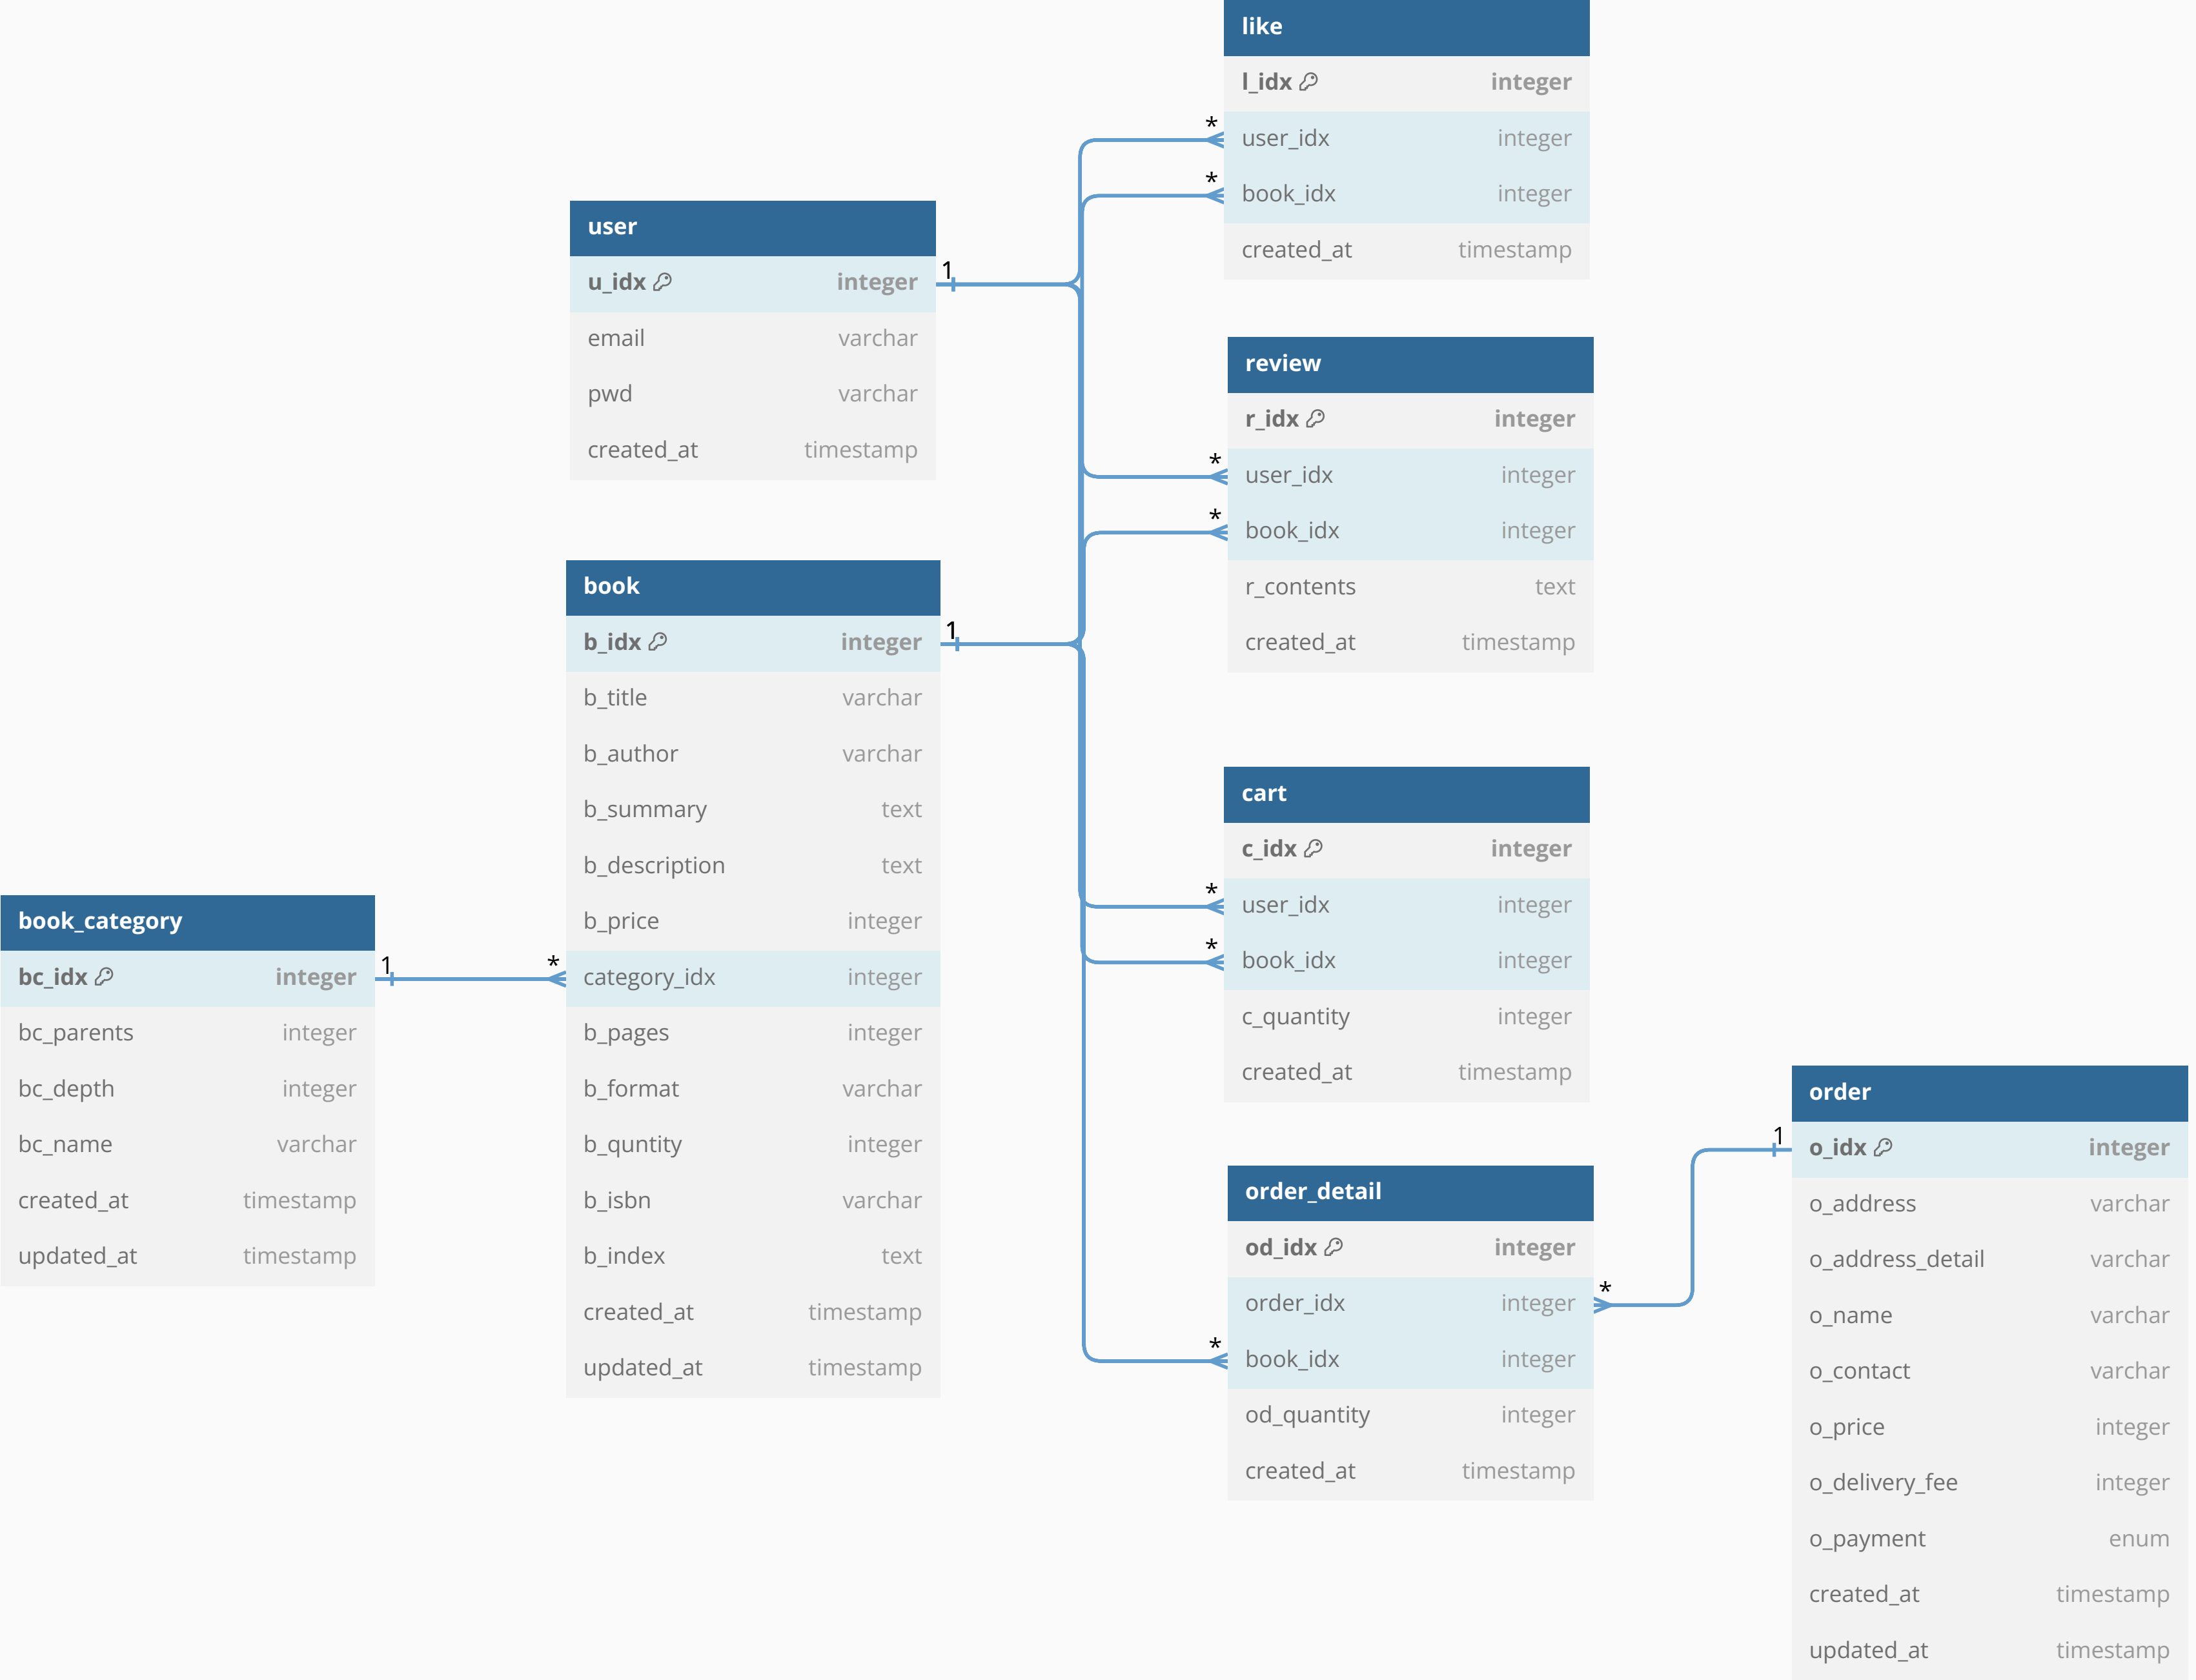 like
l_idx integer
* user_idx integer
* book_idx integer
created_at timestamp
user
u_idx integer 1
email varchar
pwd varchar
created_at timestamp
review
r_idx integer
* user_idx integer
* book_idx integer
r_contents text
created_at timestamp
book
b_idx integer 1
b_title varchar
b_author varchar
b_summary text
b_description text
b_price integer
* category_idx integer
b_pages integer
b_format varchar
b_quntity integer
b_isbn varchar
b_index text
created_at timestamp
updated_at timestamp
cart
c_idx integer
* user_idx integer
* book_idx integer
c_quantity integer
created_at timestamp
book_category
bc_idx integer 1
bc_parents integer
bc_depth integer
bc_name varchar
created_at timestamp
updated_at timestamp
order_detail
od_idx integer
order_idx integer *
* book_idx integer
od_quantity integer
created_at timestamp
order
1 o_idx integer
o_address varchar
o_address_detail varchar
o_name varchar
o_contact varchar
o_price integer
o_delivery_fee integer
o_payment enum
created_at timestamp
updated_at timestamp